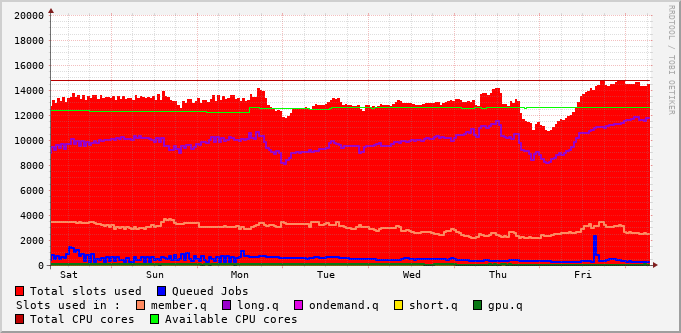 20000
18000
16000
14000
12000
10000
8000
6000
4000
2000
0
Sat Sun Mon Tue Wed Thu Fri
RRDTOOL / TOBI OETIKER
Total slots used Queued Jobs
Slots used in : member.q long.q ondemand.q short.q gpu.q
Total CPU cores Available CPU cores